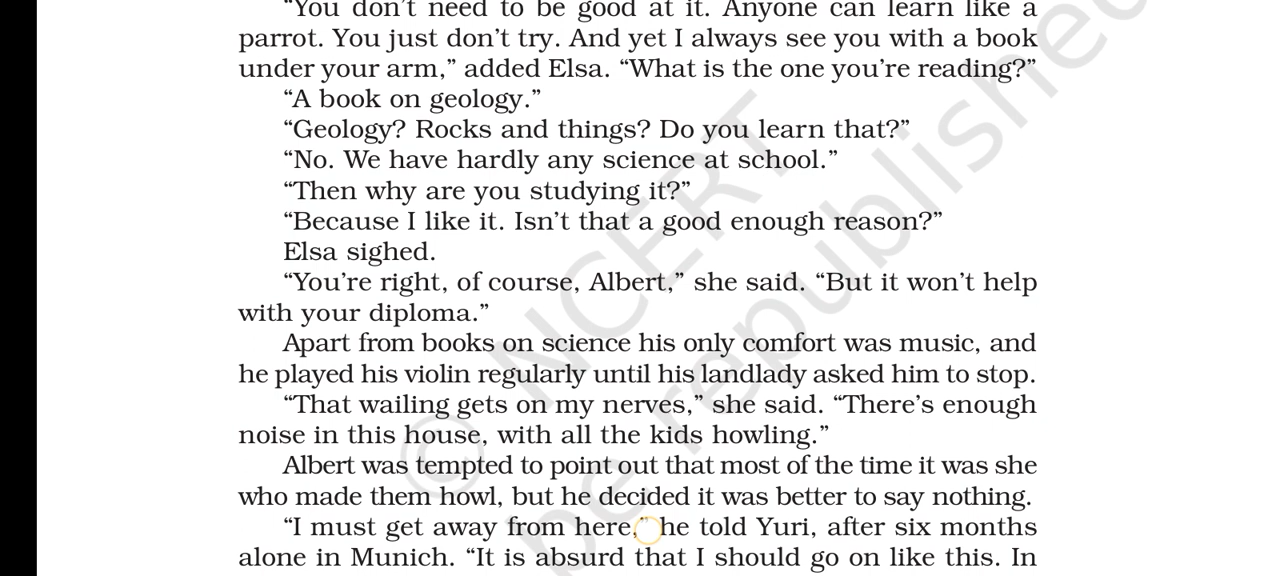 “You don’t need to be good at it. Anyone can learn like a
parrot. You just don’t try. And yet I always see you with a book
under your arm,” added Elsa. “What is the one you’re reading?”
“A book on geology.”
“Geology? Rocks and things? Do you learn that?”
“No. We have hardly any science at school.”
“Then why are you studying it?”
“Because I like it. Isn’t that a good enough reason?”
Elsa sighed.
“You’re right, of course, Albert,” she said. “But it won’t help
with your diploma.”
Apart from books on science his only comfort was music, and
he played his violin regularly until his landlady asked him to stop.
“That wailing gets on my nerves,” she said. “There’s enough
noise in this house, with all the kids howling.”
Albert was tempted to point out that most of the time it was she
who made them howl, but he decided it was better to say nothing.
“I must get away from here,” he told Yuri, after six months
alone in Munich. “It is absurd that I should go on like this. In
© NCERT
be republished